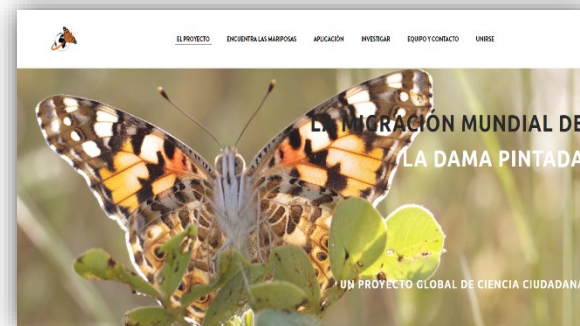 EL PROYECTO ENCUENTRA LAS MARIPOSAS APLICACIÓN INVESTIGAR EQUIPO Y CONTACTO UNIRSE
LA MIGRACIÓN MUNDIAL DE
LA DAMA PINTADA
UN PROYECTO GLOBAL DE CIENCIA CIUDADANA